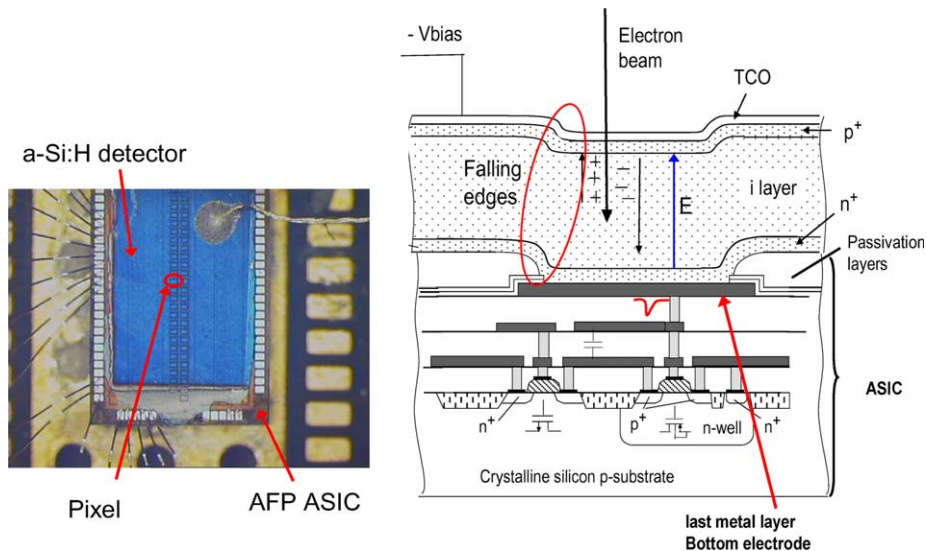 a-Si:H detector
Pixel
AFP ASIC
- Vbias
Electron
beam
TCO
p+
Falling
edges
+
+
+
+
E
i layer
n+
Passivation
layers
ASIC
n+
p+
n-well
n+
Crystalline silicon p-substrate
last metal layer
Bottom electrode